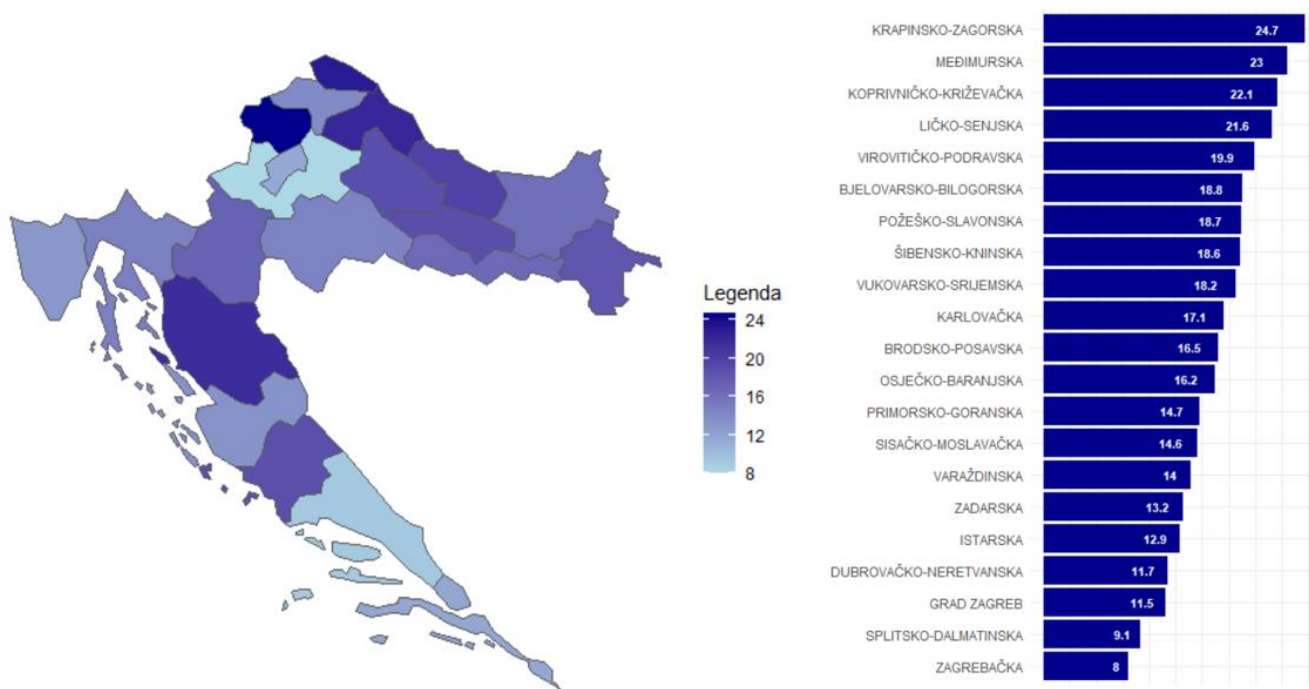 Legenda
24
20
16
12
8
KRAPINSKO-ZAGORSKA 24.7
MEĐIMURSKA 23
KOPRIVNIČKO-KRIŽEVAČKA 22.1
LIČKO-SENJSKA 21.6
VIROVITIČKO-PODRAVSKA 19.9
BJELOVARSKO-BILOGORSKA 18.8
POŽEŠKO-SLAVONSKA 18.7
ŠIBENSKO-KNINSKA 18.6
VUKOVARSKO-SRIJEMSKA 18.2
KARLOVAČKA 17.1
BRODSKO-POSAVSKA 16.5
OSJEČKO-BARANJSKA 16.2
PRIMORSKO-GORANSKA 14.7
SISAČKO-MOSLAVAČKA 14.6
VARAŽDINSKA 14
ZADARSKA 13.2
ISTARSKA 12.9
DUBROVAČKO-NERETVANSKA 11.7
GRAD ZAGREB 11.5
SPLITSKO-DALMATINSKA 9.1
ZAGREBAČKA 8